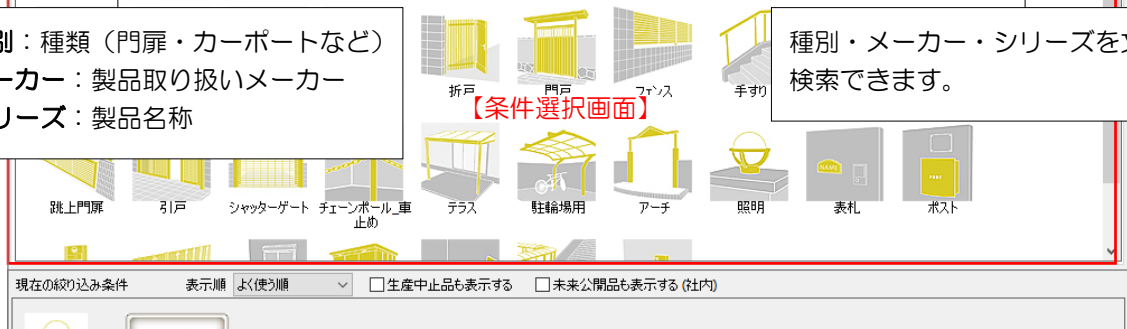 別：種類（門扉・カーポートなど）
ーカー：製品取り扱いメーカー
リーズ：製品名称
種別・メーカー・シリーズを
検索できます。
折戸
門戸
フェンス
手すり
【条件選択画面】
跳上門扉
引戸
シャッターゲート
チェーンポール_車
止め
テラス
駐輪場用
アーチ
照明
表札
ポスト
NAME
POST
現在の絞り込み条件
表示順
よく使う順
生産中止品も表示する
未来公開品も表示する（社内）